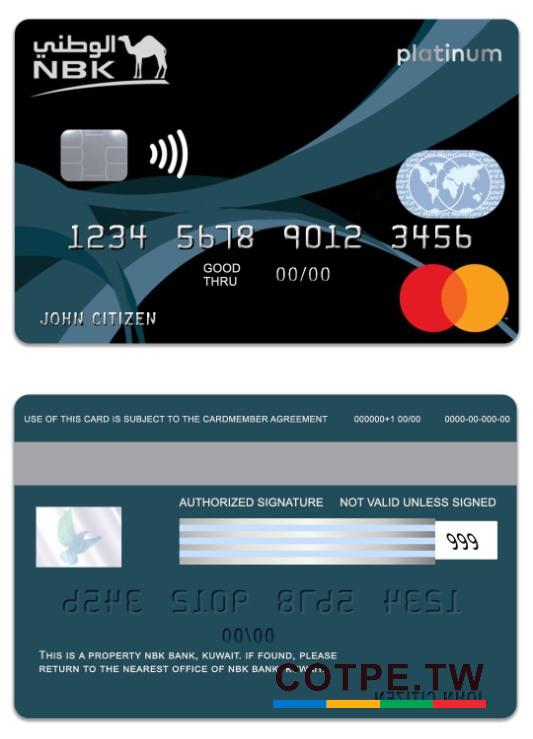 الوطني
NBK
platinum
1234 5678 9012 3456
GOOD
THRU
00/00
JOHN CITIZEN
USE OF THIS CARD IS SUBJECT TO THE CARDMEMBER AGREEMENT 000000+1 00/00 0000-00-000-00
AUTHORIZED SIGNATURE NOT VALID UNLESS SIGNED
999
1234 5678 9012 3456
00/00
THIS IS A PROPERTY NBK BANK, KUWAIT. IF FOUND, PLEASE
RETURN TO THE NEAREST OFFICE OF NBK BANK, KUWAIT.
COTPE.TW
JOHN CITIZEN